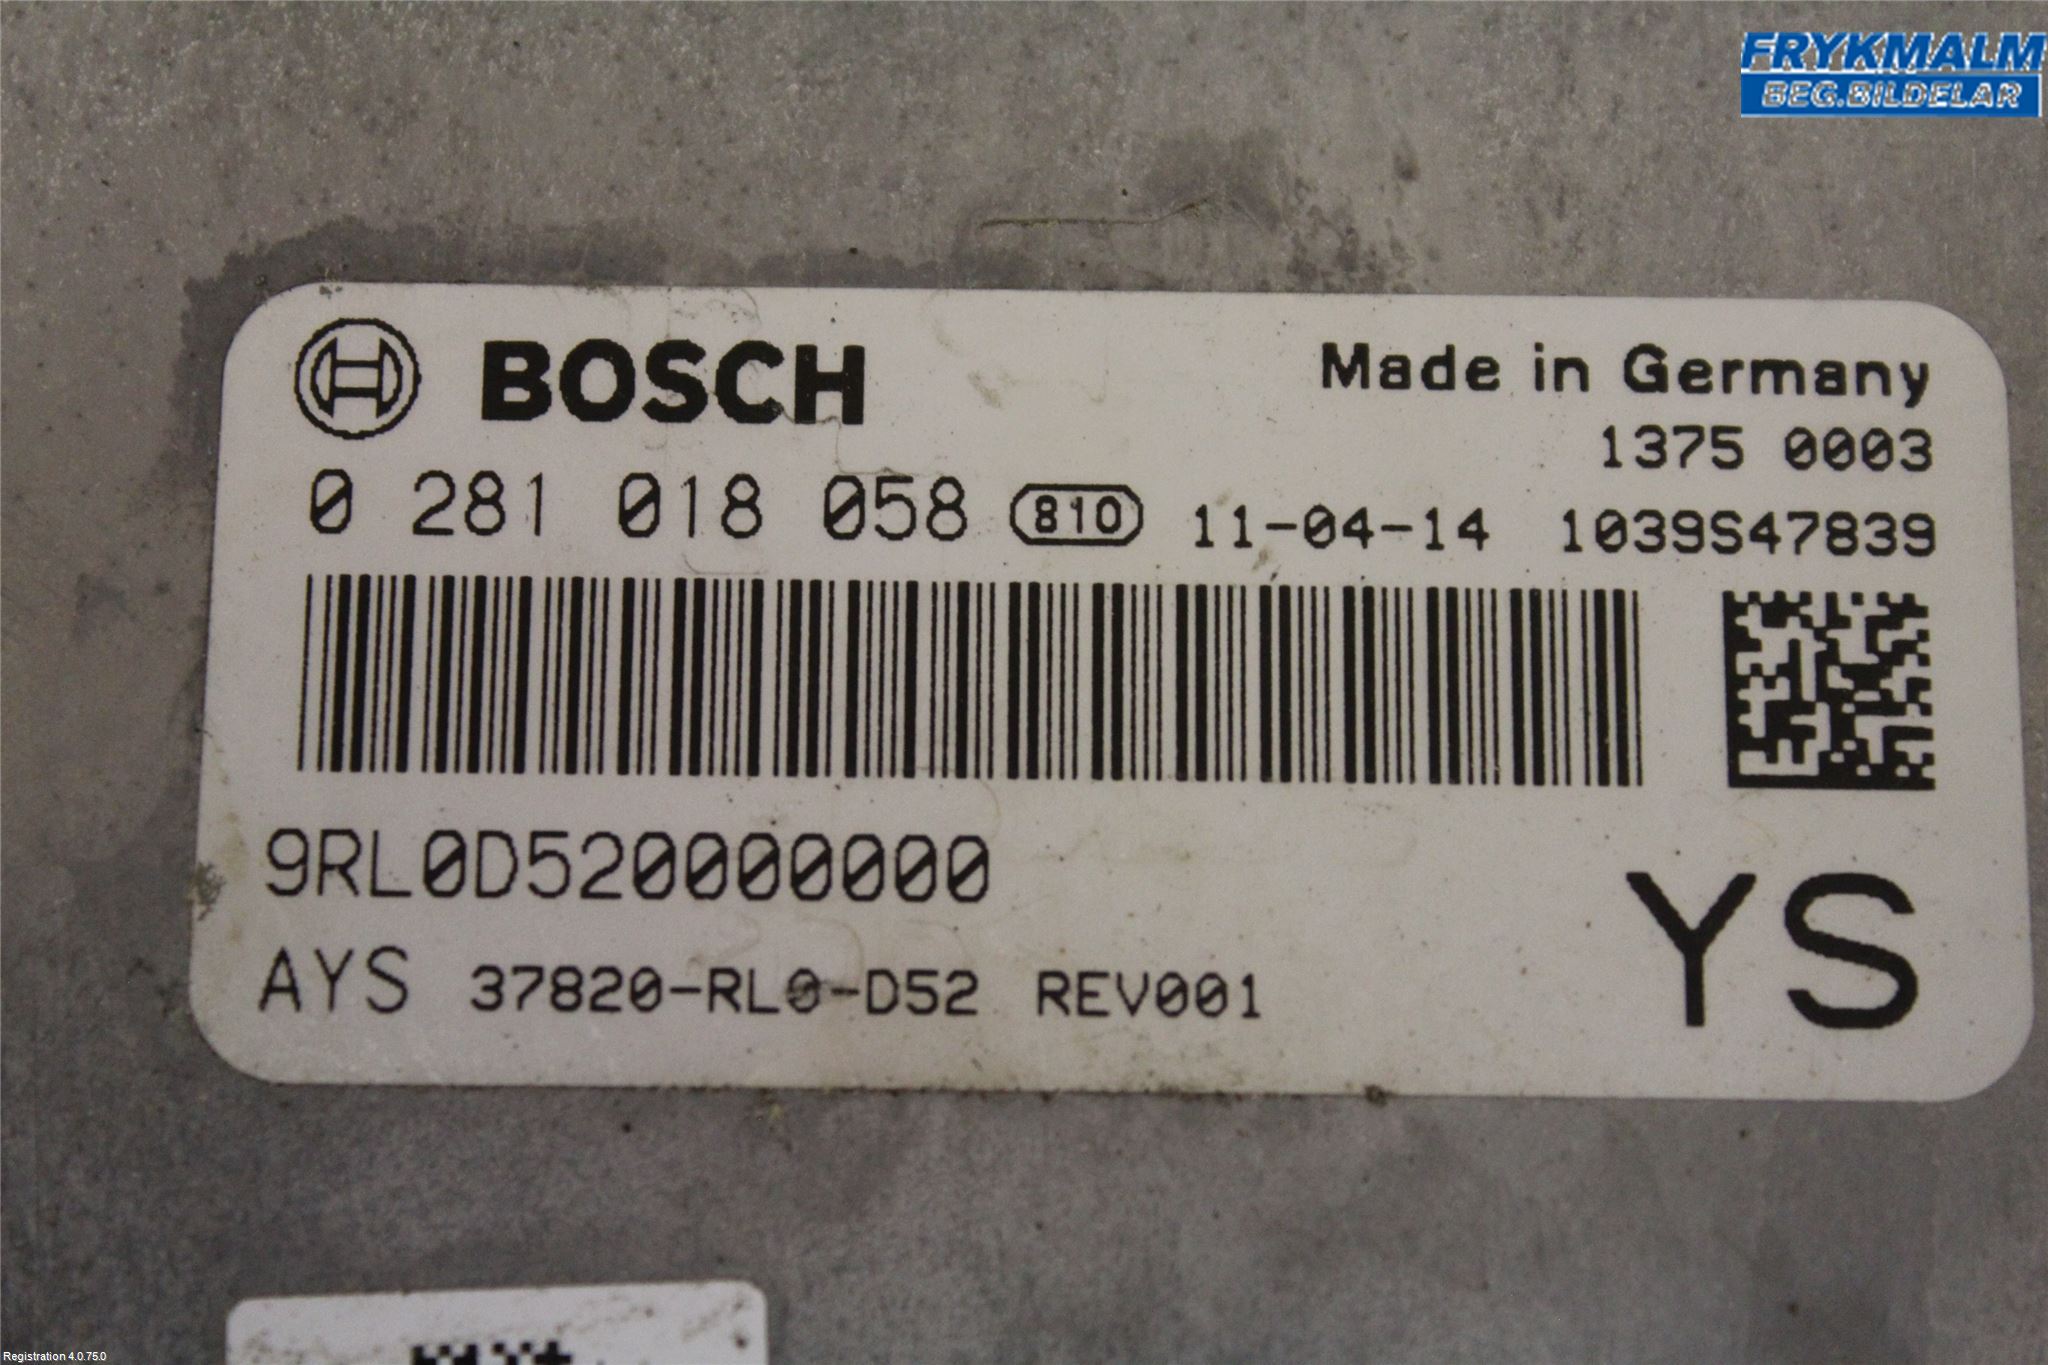 FRYKMALM
BEG.BILDELAR
BOSCH
Made in Germany
1375 0003
0 281 018 058 810 11-04-14 1039S47839
9RL0D520000000
AYS 37820-RL0-D52 REV001
YS
Registration 4.0.75.0